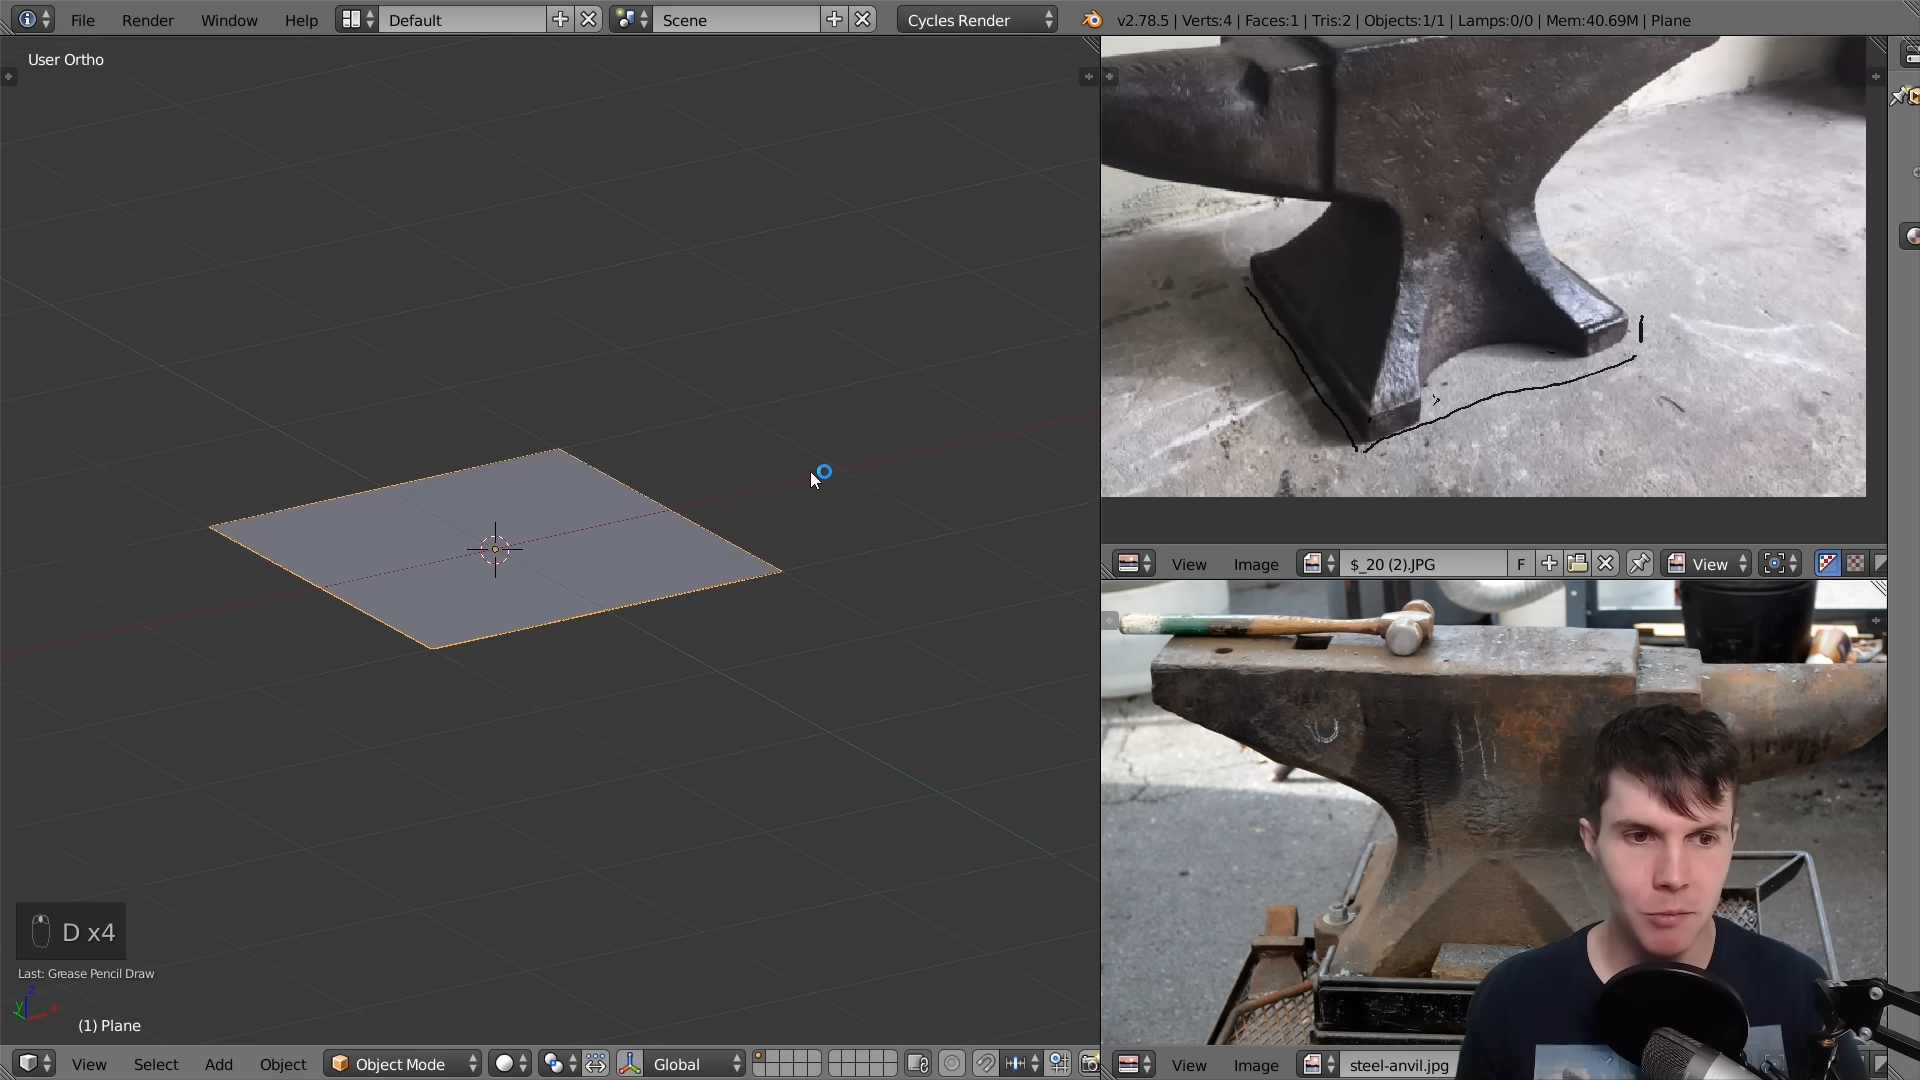 File Render Window Help Default Scene Cycles Render v2.78.5 | Verts:4 | Faces:1 | Tris:2 | Objects:1/1 | Lamps:0/0 | Mem:40.69M | Plane
User Ortho
View Image $_20 (2).JPG F View
D x4
Last: Grease Pencil Draw
z
y x
(1) Plane
View Select Add Object Object Mode Global
View Image steel-anvil.jpg